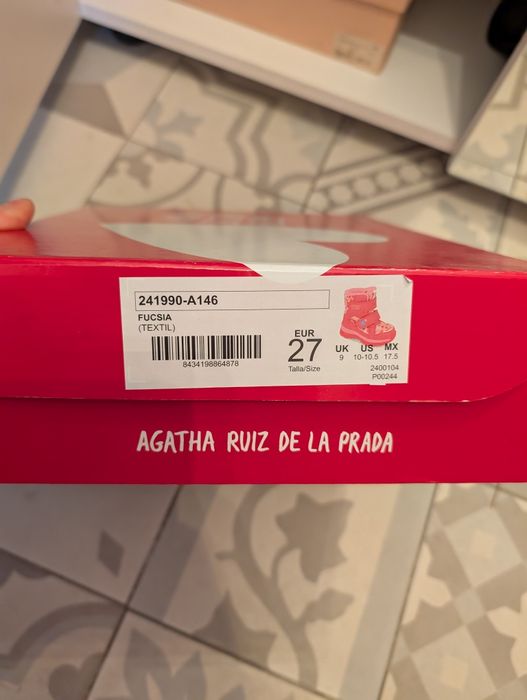 241990-A146
FUCSIA
(TEXTIL)
8434198864878
EUR
27
Talla/Size
UK US MX
9 10-10.5 17.5
2400104
P00244
AGATHA RUIZ DE LA PRADA